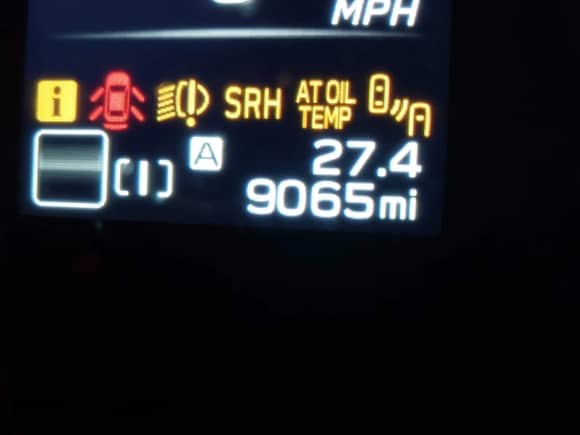 MPH
i SRH AT OIL
TEMP A
A 27.4
9065mi